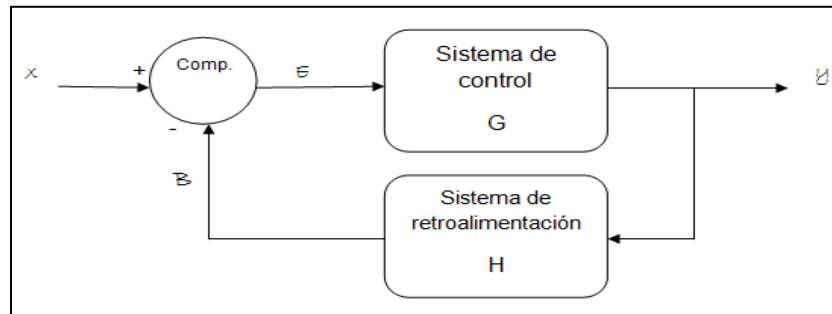 x
+
Comp.
-
E
Sistema de
control
G
y
B
Sistema de
retroalimentación
H